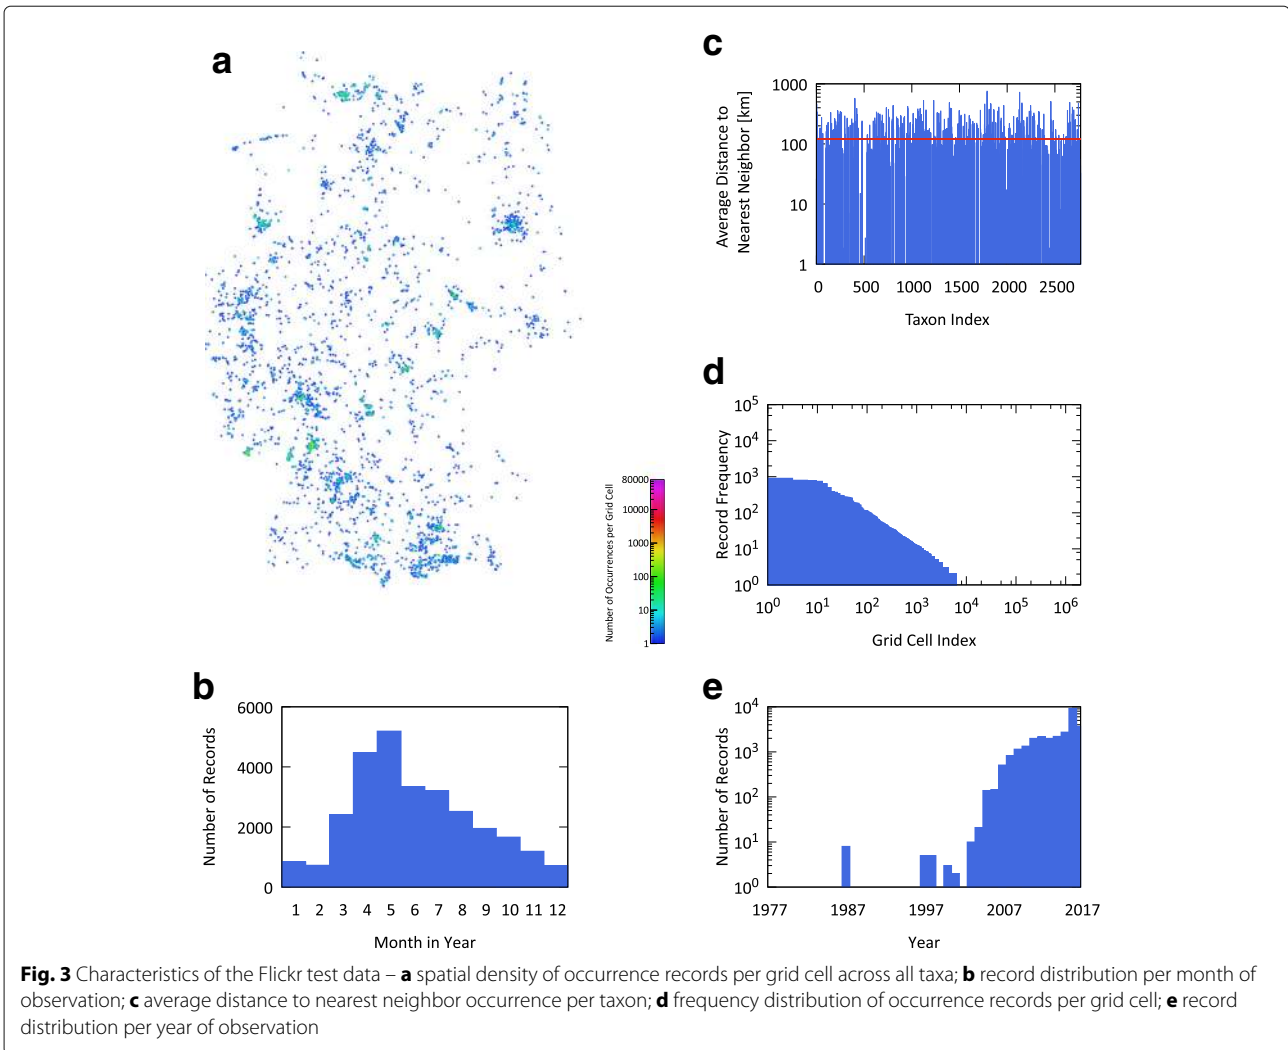 a
c
1000
100
10
1
Average Distance to
Nearest Neighbor [km]
0 500 1000 1500 2000 2500
Taxon Index
d
10^5
10^4
10^3
10^2
10^1
10^0
Record Frequency
10^0 10^1 10^2 10^3 10^4 10^5 10^6
Grid Cell Index
Number of Occurrences per Grid Cell
80000
10000
1000
100
10
1
b
6000
4000
2000
0
Number of Records
1 2 3 4 5 6 7 8 9 10 11 12
Month in Year
e
10^4
10^3
10^2
10^1
10^0
Number of Records
1977 1987 1997 2007 2017
Year
Fig. 3 Characteristics of the Flickr test data – a spatial density of occurrence records per grid cell across all taxa; b record distribution per month of
observation; c average distance to nearest neighbor occurrence per taxon; d frequency distribution of occurrence records per grid cell; e record
distribution per year of observation